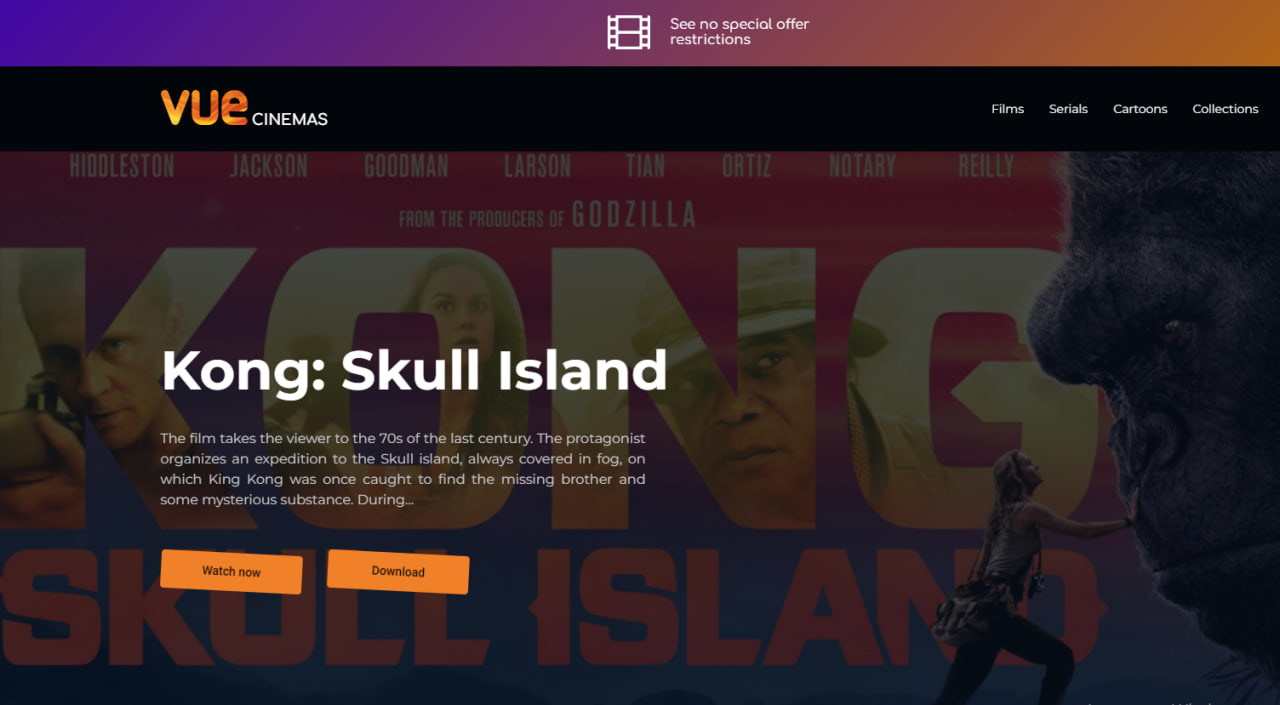 See no special offer
restrictions
vue CINEMAS
Films Serials Cartoons Collections
HIDDLESTON JACKSON GOODMAN LARSON TIAN ORTIZ NOTARY REILLY
FROM THE PRODUCERS OF GODZILLA
KONG
Kong: Skull Island
The film takes the viewer to the 70s of the last century. The protagonist
organizes an expedition to the Skull island, always covered in fog, on
which King Kong was once caught to find the missing brother and
some mysterious substance. During...
Watch now Download
SKULL ISLAND